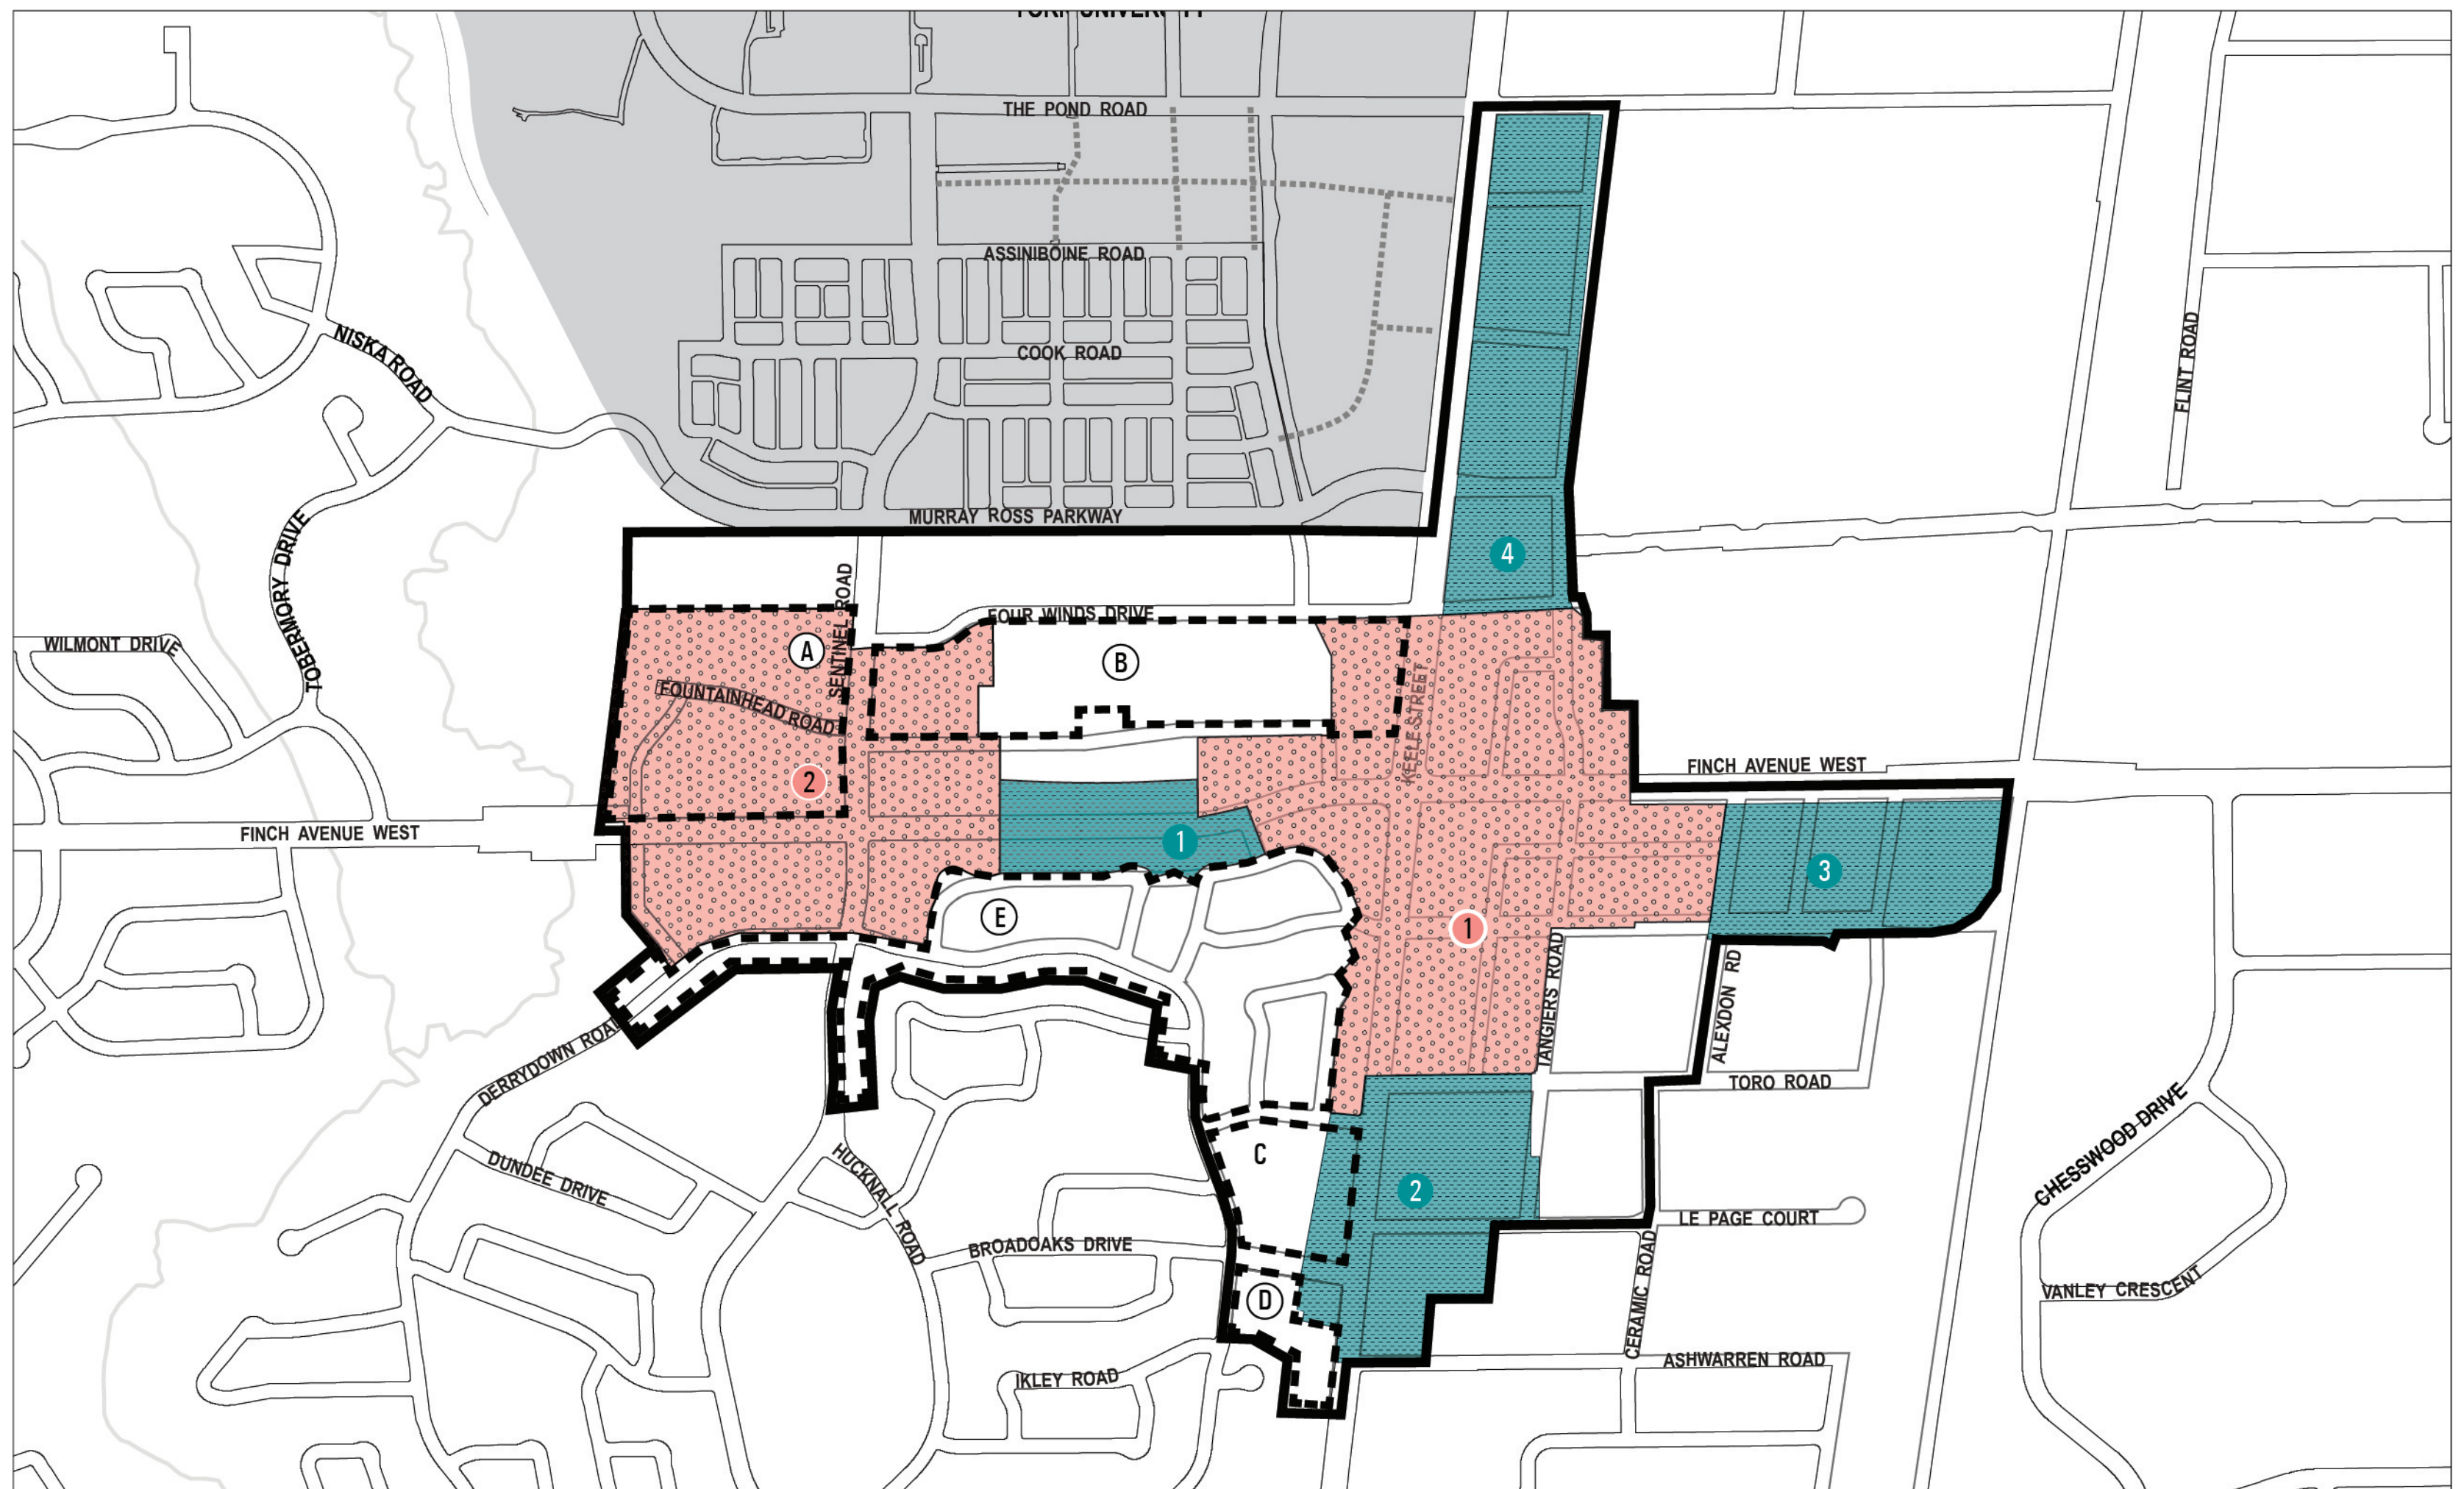 YORK UNIVERSITY
THE POND ROAD
ASSINIBOINE ROAD
NISKA ROAD
FLINT ROAD
COOK ROAD
MURRAY ROSS PARKWAY
TOBERMORY DRIVE
4
SENTINEL ROAD
FOUR WINDS DRIVE
WILMONT DRIVE
A
B
FOUNTAINHEAD ROAD
KEELE STREET
FINCH AVENUE WEST
2
FINCH AVENUE WEST
1
3
E
1
TANGIERS ROAD
ALEXDON RD
DERRYDOWN ROAD
TORO ROAD
CHESSWOOD DRIVE
C
DUNDEE DRIVE
HUCKNALL ROAD
2
LE PAGE COURT
BROADOAKS DRIVE
CERAMIC ROAD
VANLEY CRESCENT
D
ASHWARREN ROAD
IKLEY ROAD